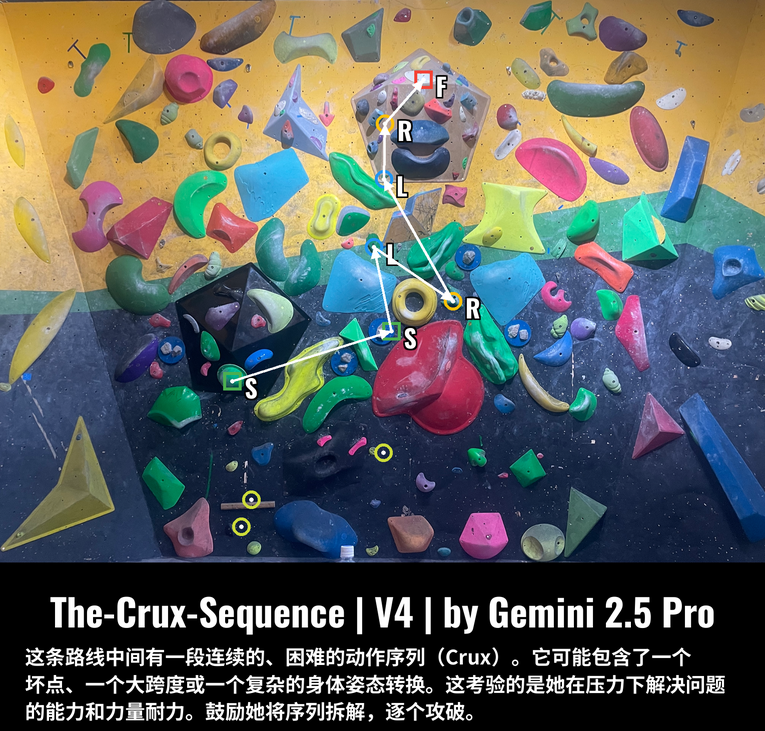 F
R
L
L
R
S
S
The-Crux-Sequence | V4 | by Gemini 2.5 Pro
这条路线中间有一段连续的、困难的动作序列（Crux）。它可能包含了一个
坏点、一个大跨度或一个复杂的身体姿态转换。这考验的是她在压力下解决问题
的能力和力量耐力。鼓励她将序列拆解，逐个攻破。